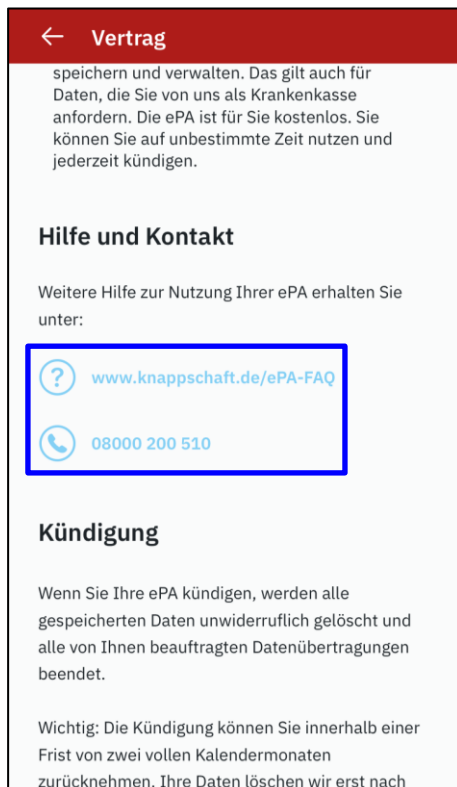 ← Vertrag
speichern und verwalten. Das gilt auch für
Daten, die Sie von uns als Krankenkasse
anfordern. Die ePA ist für Sie kostenlos. Sie
können Sie auf unbestimmte Zeit nutzen und
jederzeit kündigen.
Hilfe und Kontakt
Weitere Hilfe zur Nutzung Ihrer ePA erhalten Sie
unter:
? www.knappschaft.de/ePA-FAQ
08000 200 510
Kündigung
Wenn Sie Ihre ePA kündigen, werden alle
gespeicherten Daten unwiderruflich gelöscht und
alle von Ihnen beauftragten Datenübertragungen
beendet.
Wichtig: Die Kündigung können Sie innerhalb einer
Frist von zwei vollen Kalendermonaten
zurücknehmen. Ihre Daten löschen wir erst nach